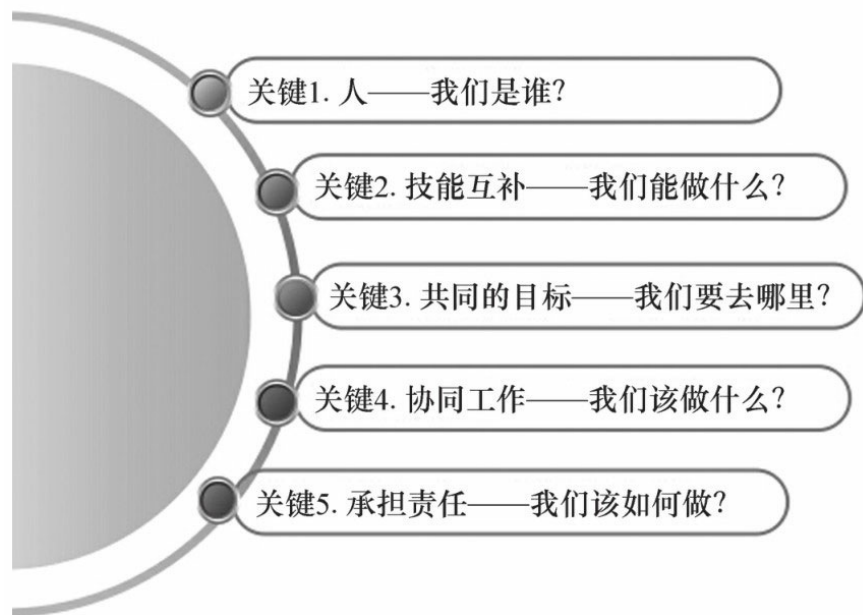 关键1. 人——我们是谁?
关键2. 技能互补——我们能做什么?
关键3. 共同的目标——我们要去哪里?
关键4. 协同工作——我们该做什么?
关键5. 承担责任——我们该如何做?